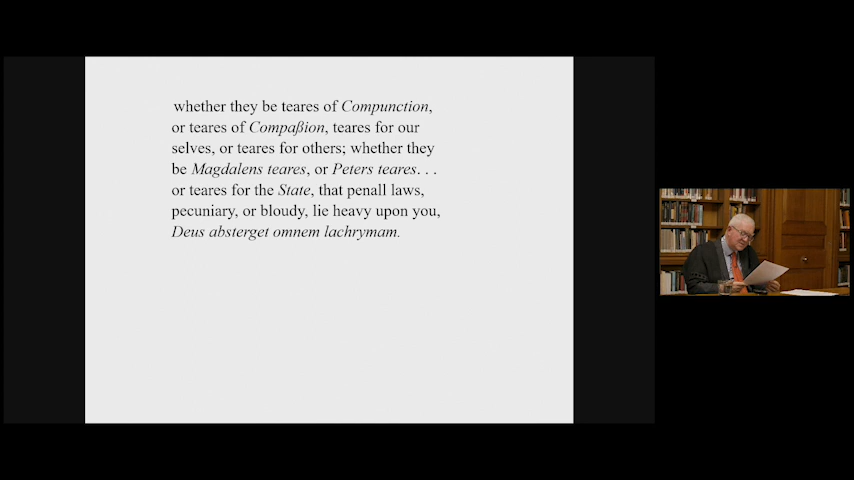 whether they be teares of Compunction,
or teares of Compaßion, teares for our
selves, or teares for others; whether they
be Magdalens teares, or Peters teares. . .
or teares for the State, that penall laws,
pecuniary, or bloudy, lie heavy upon you,
Deus absterget omnem lachrymam.